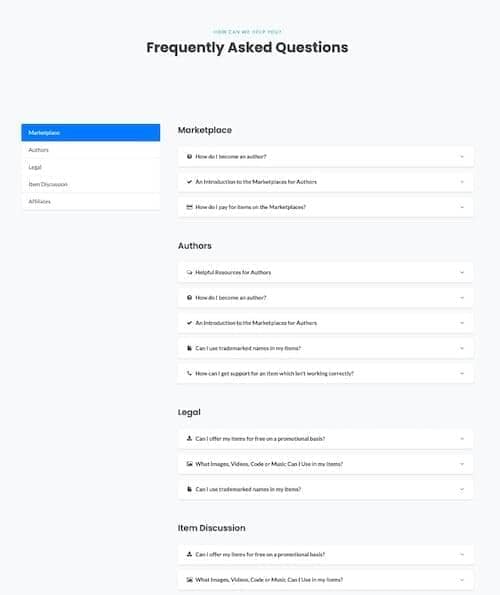 HOW CAN WE HELP YOU?
Frequently Asked Questions
Marketplace
Authors
Legal
Item Discussion
Affiliates
Marketplace
How do I become an author?
An Introduction to the Marketplaces for Authors
How do I pay for items on the Marketplaces?
Authors
Helpful Resources for Authors
How do I become an author?
An Introduction to the Marketplaces for Authors
Can I use trademarked names in my items?
How can I get support for an item which isn't working correctly?
Legal
Can I offer my items for free on a promotional basis?
What Images, Videos, Code or Music Can I Use in my Items?
Can I use trademarked names in my items?
Item Discussion
Can I offer my items for free on a promotional basis?
What Images, Videos, Code or Music Can I Use in my Items?